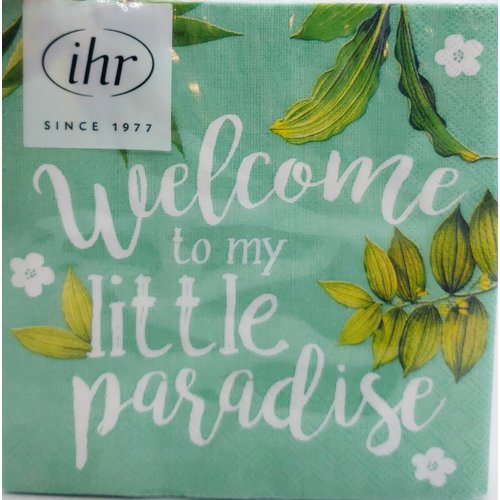 ihr
SINCE 1977
Welcome
to my
little
paradise